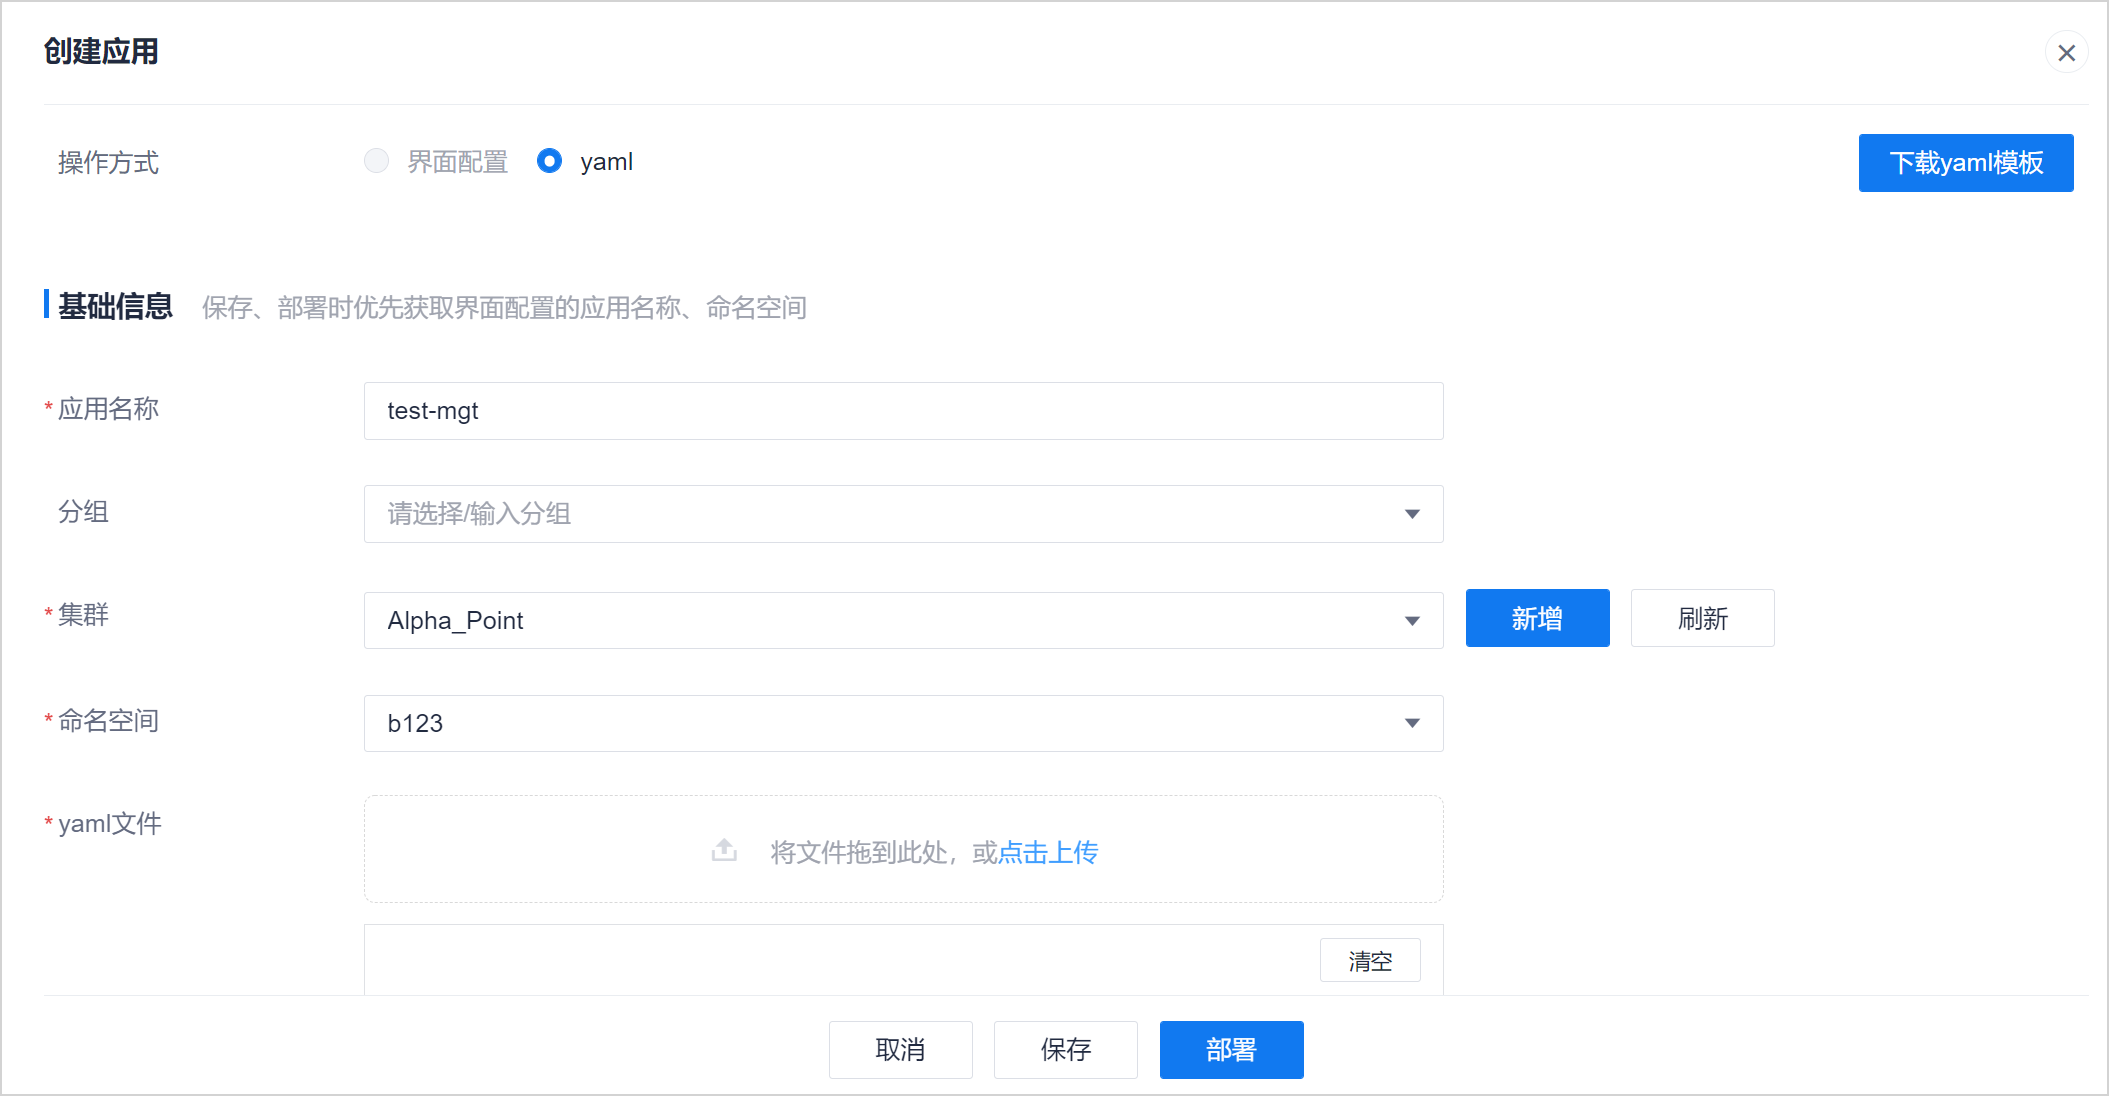 创建应用
操作方式 界面配置 yaml 下载yaml模板
基础信息 保存、部署时优先获取界面配置的应用名称、命名空间
* 应用名称 test-mgt
分组 请选择/输入分组
* 集群 Alpha_Point 新增 刷新
* 命名空间 b123
* yaml文件 将文件拖到此处，或点击上传
清空
取消 保存 部署